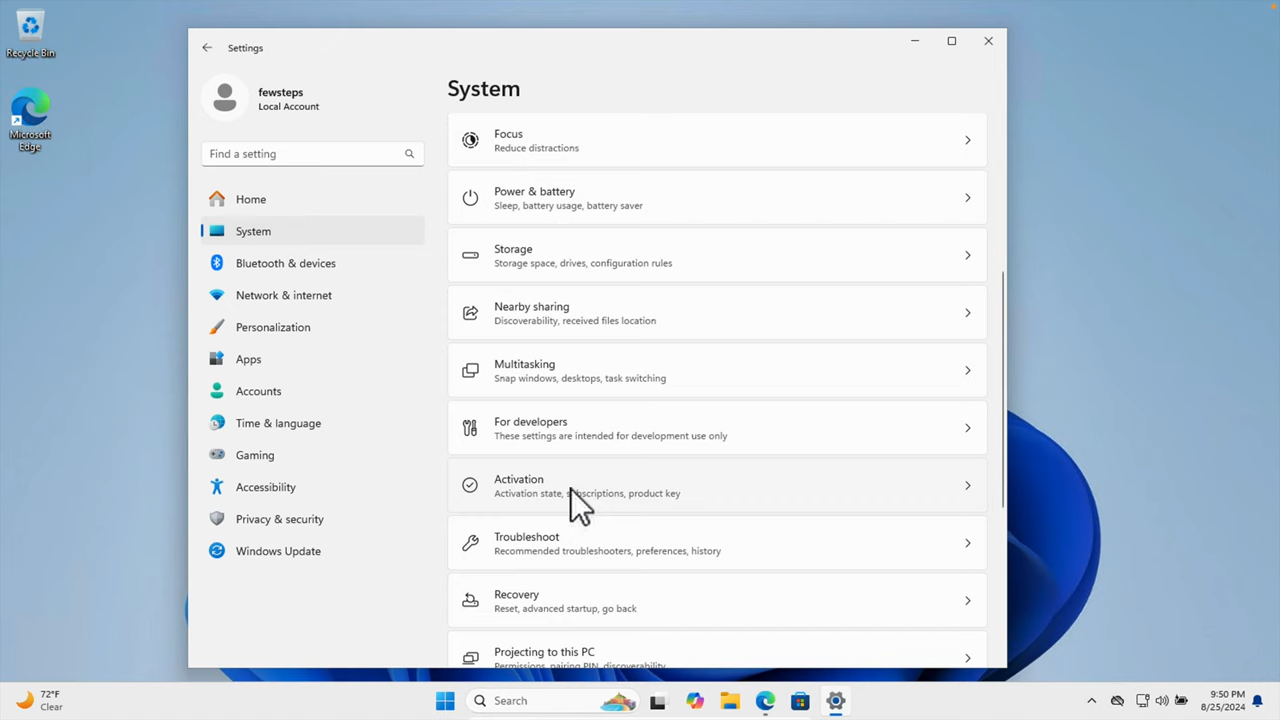 Recycle Bin
Microsoft
Edge
Settings
fewsteps
Local Account
Find a setting
Home
System
Bluetooth & devices
Network & internet
Personalization
Apps
Accounts
Time & language
Gaming
Accessibility
Privacy & security
Windows Update
System
Focus
Reduce distractions
Power & battery
Sleep, battery usage, battery saver
Storage
Storage space, drives, configuration rules
Nearby sharing
Discoverability, received files location
Multitasking
Snap windows, desktops, task switching
For developers
These settings are intended for development use only
Activation
Activation state, subscriptions, product key
Troubleshoot
Recommended troubleshooters, preferences, history
Recovery
Reset, advanced startup, go back
Projecting to this PC
Permissions, pairing PIN, discoverability
72°F
Clear
Search
9:50 PM
8/25/2024